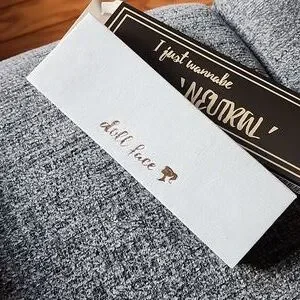 I just wannabe
'NEUTRAL'
doll face